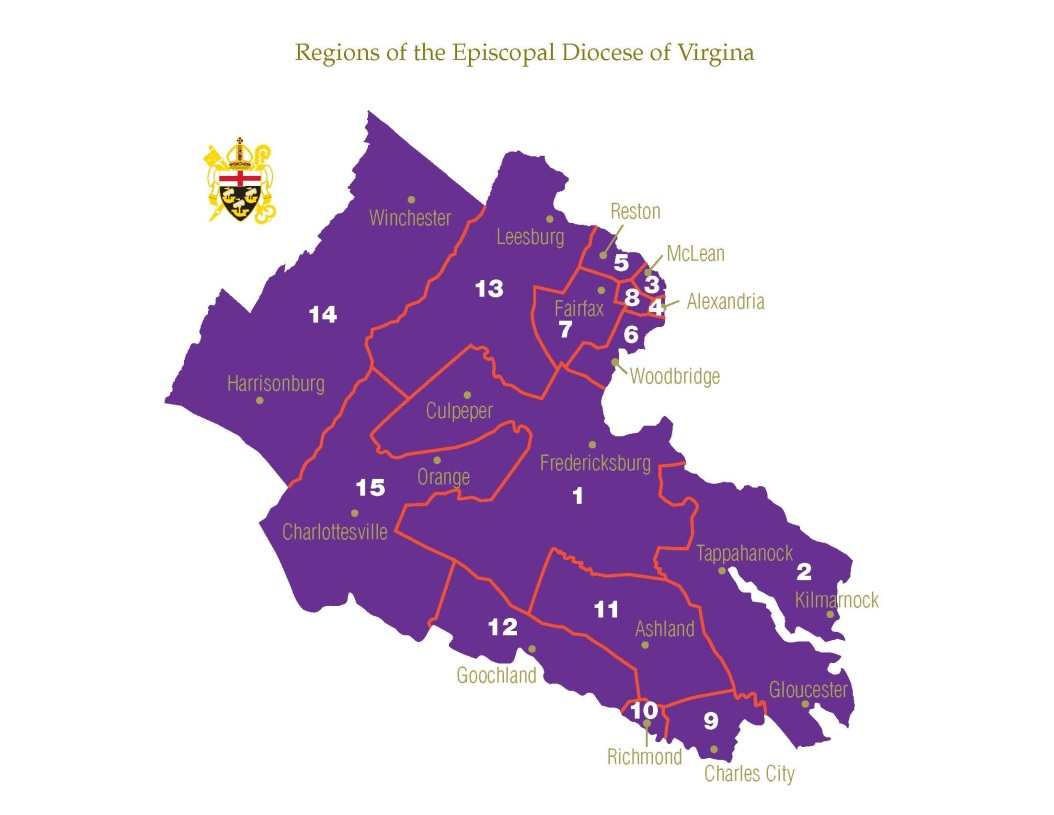 Regions of the Episcopal Diocese of Virgina
Winchester
Reston
Leesburg
McLean
5
3
13
8
Alexandria
4
Fairfax
14
7
6
Woodbridge
Harrisonburg
Culpeper
Fredericksburg
Orange
15
1
Charlottesville
Tappahanock
2
Kilmarnock
11
12
Ashland
Goochland
Gloucester
10
9
Richmond
Charles City